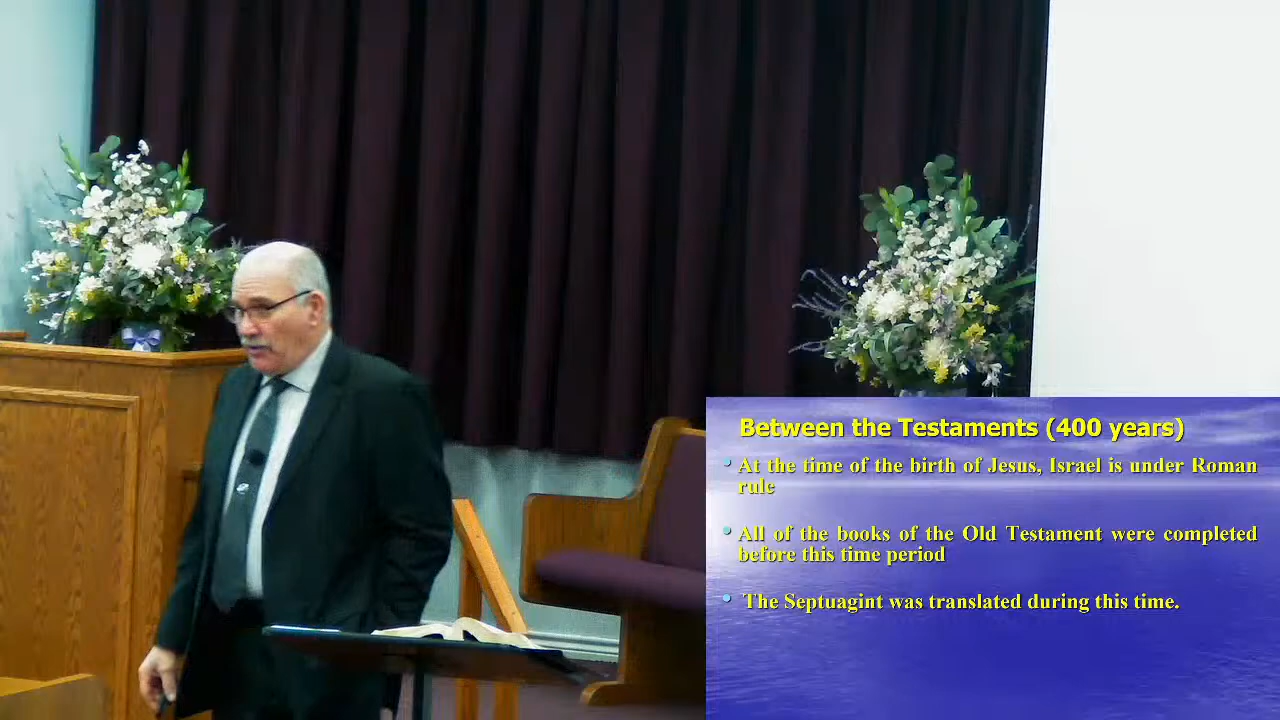 Between the Testaments (400 years)
• At the time of the birth of Jesus, Israel is under Roman
rule
• All of the books of the Old Testament were completed
before this time period
• The Septuagint was translated during this time.